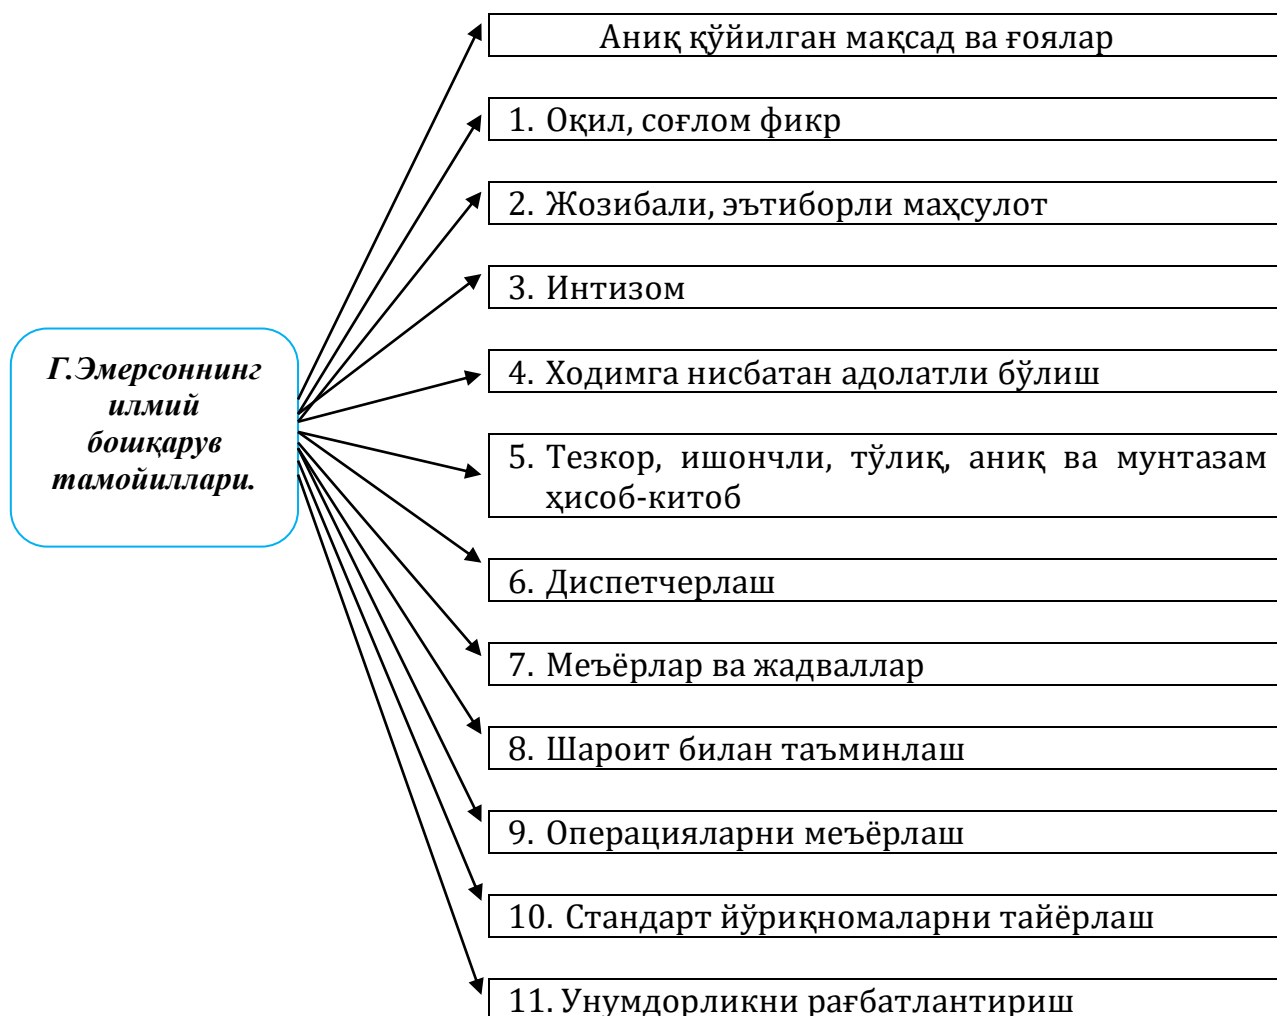 Аниқ қўйилган мақсад ва ғоялар
1. Оқил, соғлом фикр
2. Жозибали, эътиборли маҳсулот
3. Интизом
Г.Эмерсоннинг
илмий
бошқарув
тамойиллари.
4. Ходимга нисбатан адолатли бўлиш
5. Тезкор, ишончли, тўлиқ, аниқ ва мунтазам
ҳисоб-китоб
6. Диспетчерлаш
7. Меъёрлар ва жадваллар
8. Шароит билан таъминлаш
9. Операцияларни меъёрлаш
10. Стандарт йўриқномаларни тайёрлаш
11. Унумдорликни рағбатлантириш